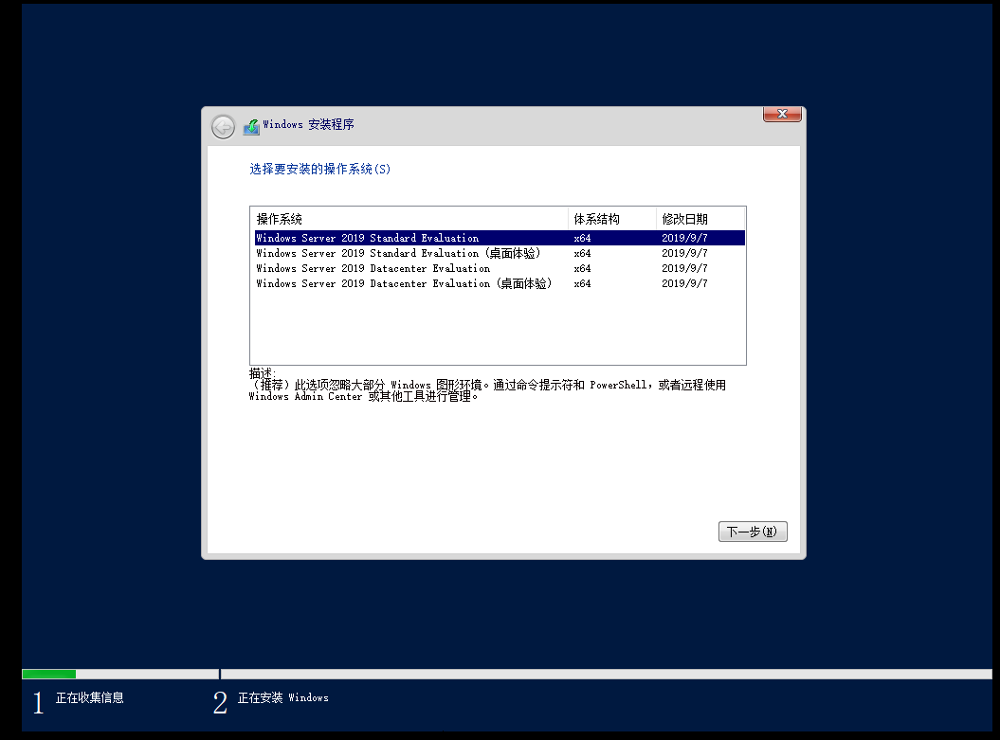 Windows 安装程序
选择要安装的操作系统(S)
操作系统 体系结构 修改日期
Windows Server 2019 Standard Evaluation x64 2019/9/7
Windows Server 2019 Standard Evaluation (桌面体验) x64 2019/9/7
Windows Server 2019 Datacenter Evaluation x64 2019/9/7
Windows Server 2019 Datacenter Evaluation (桌面体验) x64 2019/9/7
描述:
（推荐）此选项忽略大部分 Windows 图形环境。通过命令提示符和 PowerShell，或者远程使用
Windows Admin Center 或其他工具进行管理。
下一步(N)
1 正在收集信息 2 正在安装 Windows